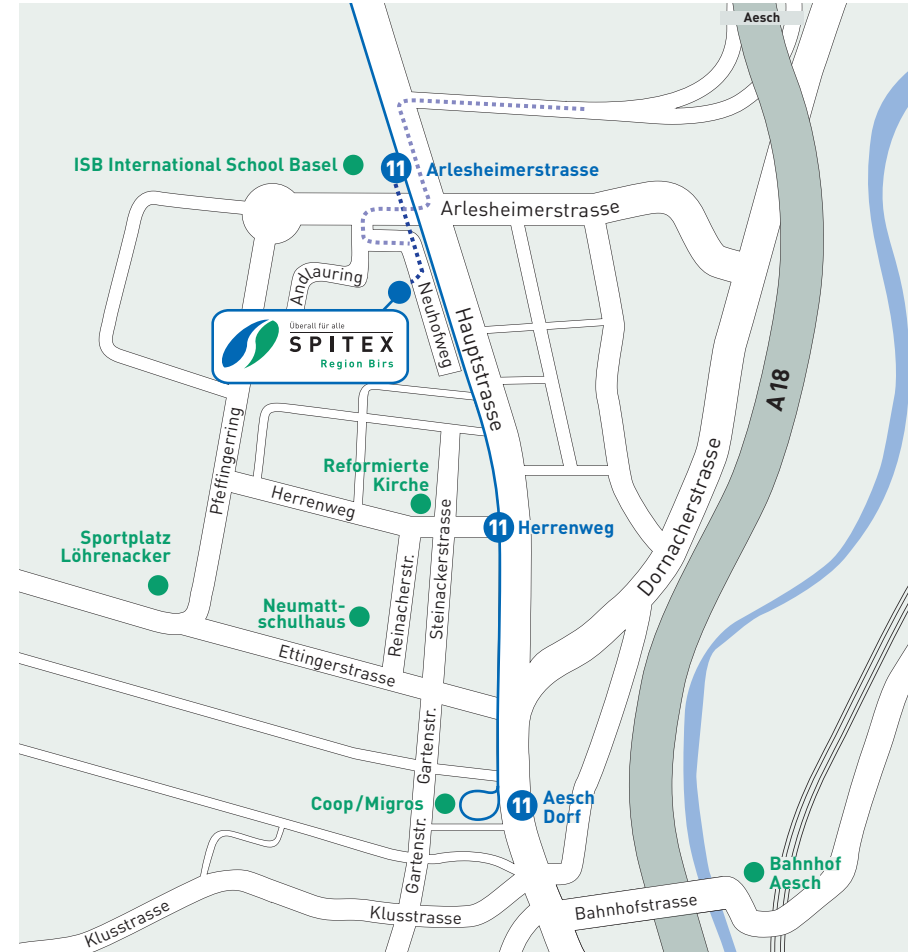 Aesch
ISB International School Basel
11
Arlesheimerstrasse
Arlesheimerstrasse
Andlauring
Neuhofweg
Hauptstrasse
Überall für alle
SPITEX
Region Birs
A18
Pfeffingerring
Reformierte
Kirche
Herrenweg
11
Herrenweg
Steinackerstrasse
Dornacherstrasse
Sportplatz
Löhrenacker
Neumatt-
schulhaus
Reinacherstr.
Ettingerstrasse
Gartenstr.
Coop/Migros
11
Aesch
Dorf
Gartenstr.
Bahnhof
Aesch
Klusstrasse
Klusstrasse
Bahnhofstrasse